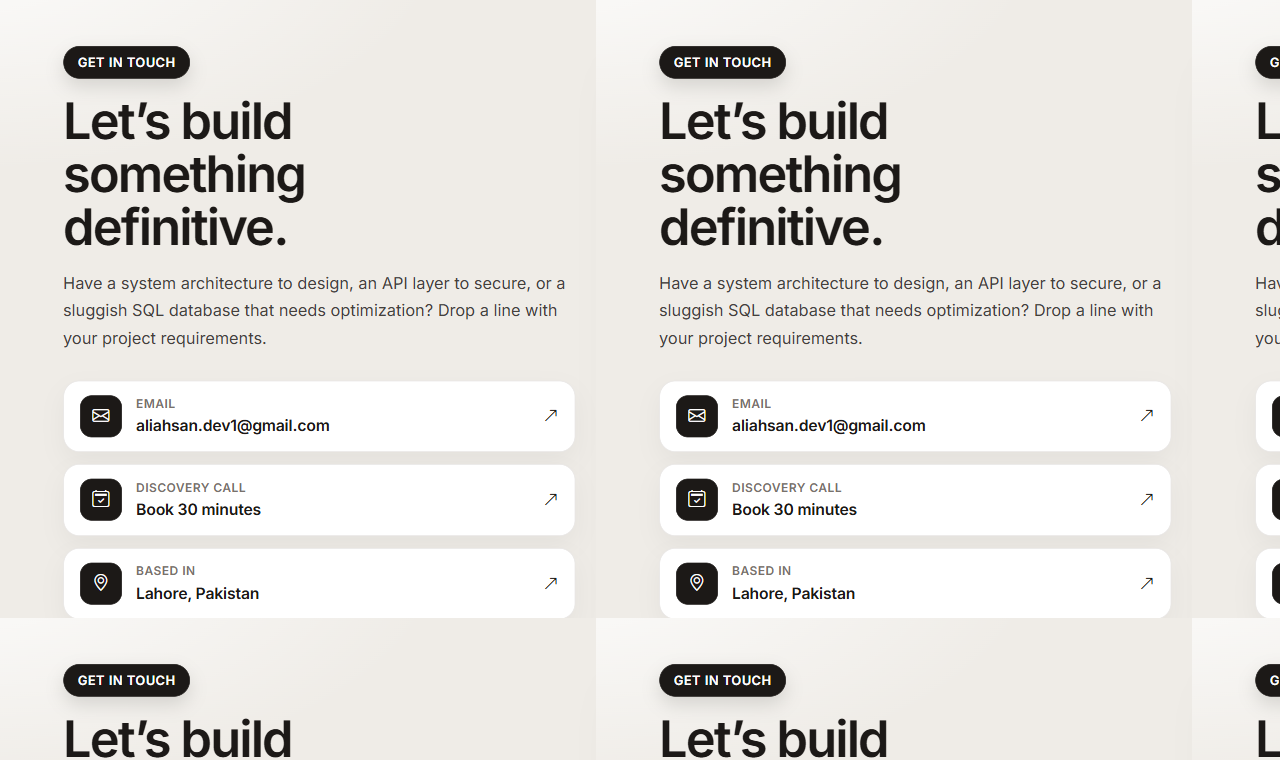 GET IN TOUCH
Let’s build
something
definitive.
Have a system architecture to design, an API layer to secure, or a
sluggish SQL database that needs optimization? Drop a line with
your project requirements.
EMAIL
aliahsan.dev1@gmail.com
DISCOVERY CALL
Book 30 minutes
BASED IN
Lahore, Pakistan
GET IN TOUCH
Let’s build
something
definitive.
Have a system architecture to design, an API layer to secure, or a
sluggish SQL database that needs optimization? Drop a line with
your project requirements.
EMAIL
aliahsan.dev1@gmail.com
DISCOVERY CALL
Book 30 minutes
BASED IN
Lahore, Pakistan
GET IN TOUCH
Let’s build
GET IN TOUCH
Let’s build